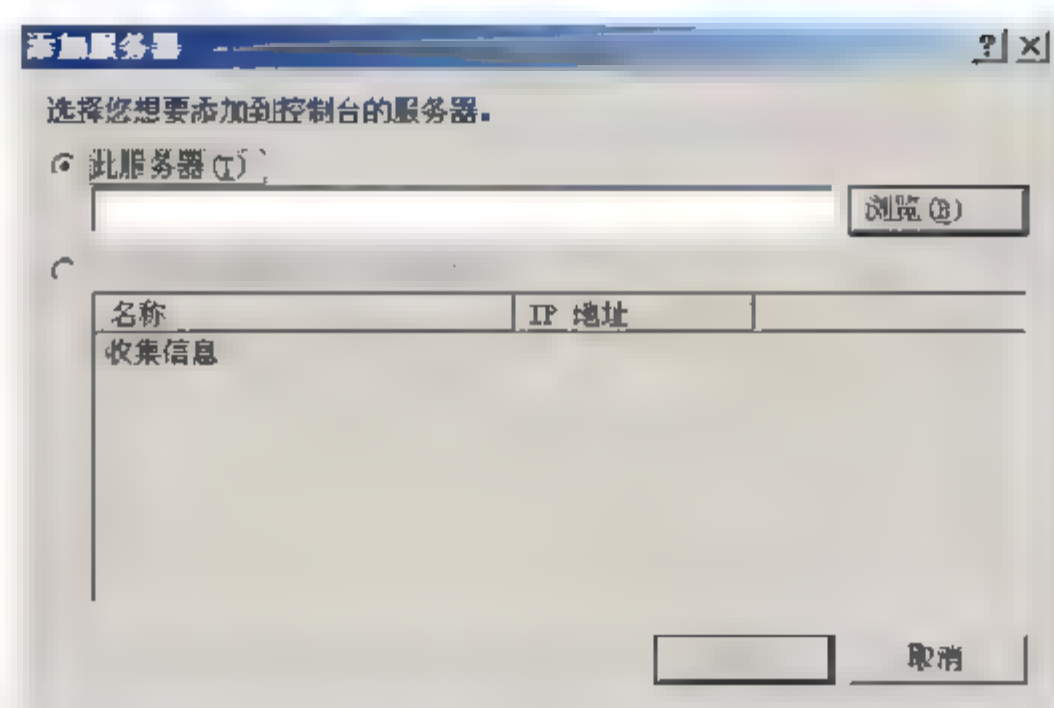 添加服务器
选择您想要添加到控制台的服务器。
此服务器(T)
浏览(B)
名称 IP 地址
收集信息
取消